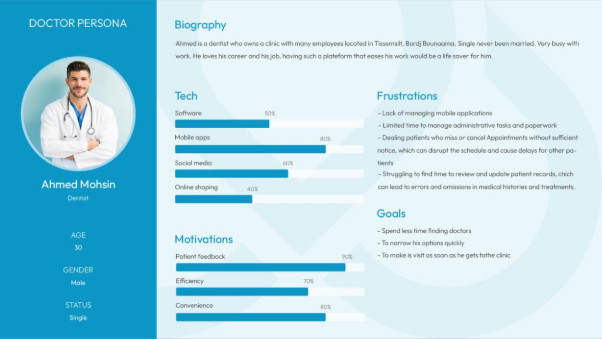 DOCTOR PERSONA
Ahmed Mohsin
Dentist
AGE
30
GENDER
Male
STATUS
Single
Biography
Ahmed is a dentist who owns a clinic with many employees located in Tissemsilt, Bordj Bounaama. Single never been married. Very busy with
work. He loves his career and his job, having such a plateform that eases his work would be a life saver for him.
Tech
Software 50%
Mobile apps 80%
Social media 60%
Online shoping 40%
Motivations
Patient feedback 90%
Efficiency 70%
Convenience 80%
Frustrations
- Lack of managing mobile applications
- Limited time to manage administrative tasks and paperwork
- Dealing patients who miss or cancel Appointments without sufficient
notice, which can disrupt the schedule and cause delays for other pa-
tients
- Struggling to find time to review and update patient records, chich
can lead to errors and omissions in medical histories and treatments.
Goals
- Spend less time finding doctors
- To narrow his options quickly
- To make is visit as soon as he gets tothe clinic